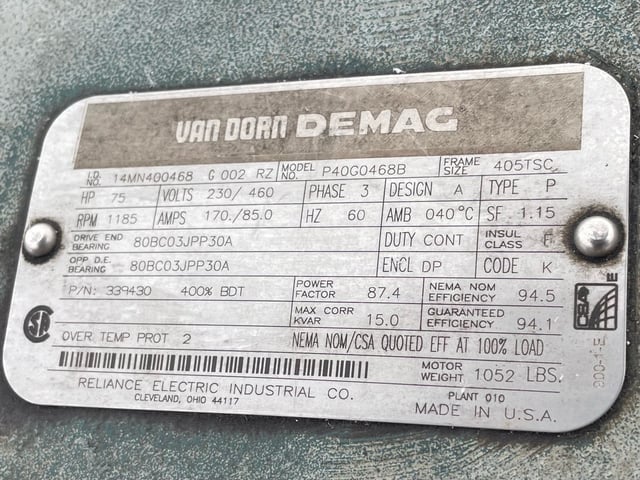 VAN DORN DEMAG
I.D. NO. 14MN400468 G 002 RZ MODEL NO. P40G0468B FRAME SIZE 405TSC
HP 75 VOLTS 230/460 PHASE 3 DESIGN A TYPE P
RPM 1185 AMPS 170./85.0 HZ 60 AMB 040°C SF 1.15
DRIVE END BEARING 80BC03JPP30A DUTY CONT INSUL CLASS F
OPP D.E. BEARING 80BC03JPP30A ENCL DP CODE K
P/N: 339430 400% BDT POWER FACTOR 87.4 NEMA NOM EFFICIENCY 94.5
MAX CORR KVAR 15.0 GUARANTEED EFFICIENCY 94.1
OVER TEMP PROT 2 NEMA NOM/CSA QUOTED EFF AT 100% LOAD
MOTOR WEIGHT 1052 LBS.
RELIANCE ELECTRIC INDUSTRIAL CO.
CLEVELAND, OHIO 44117
PLANT 010
MADE IN U.S.A.
E